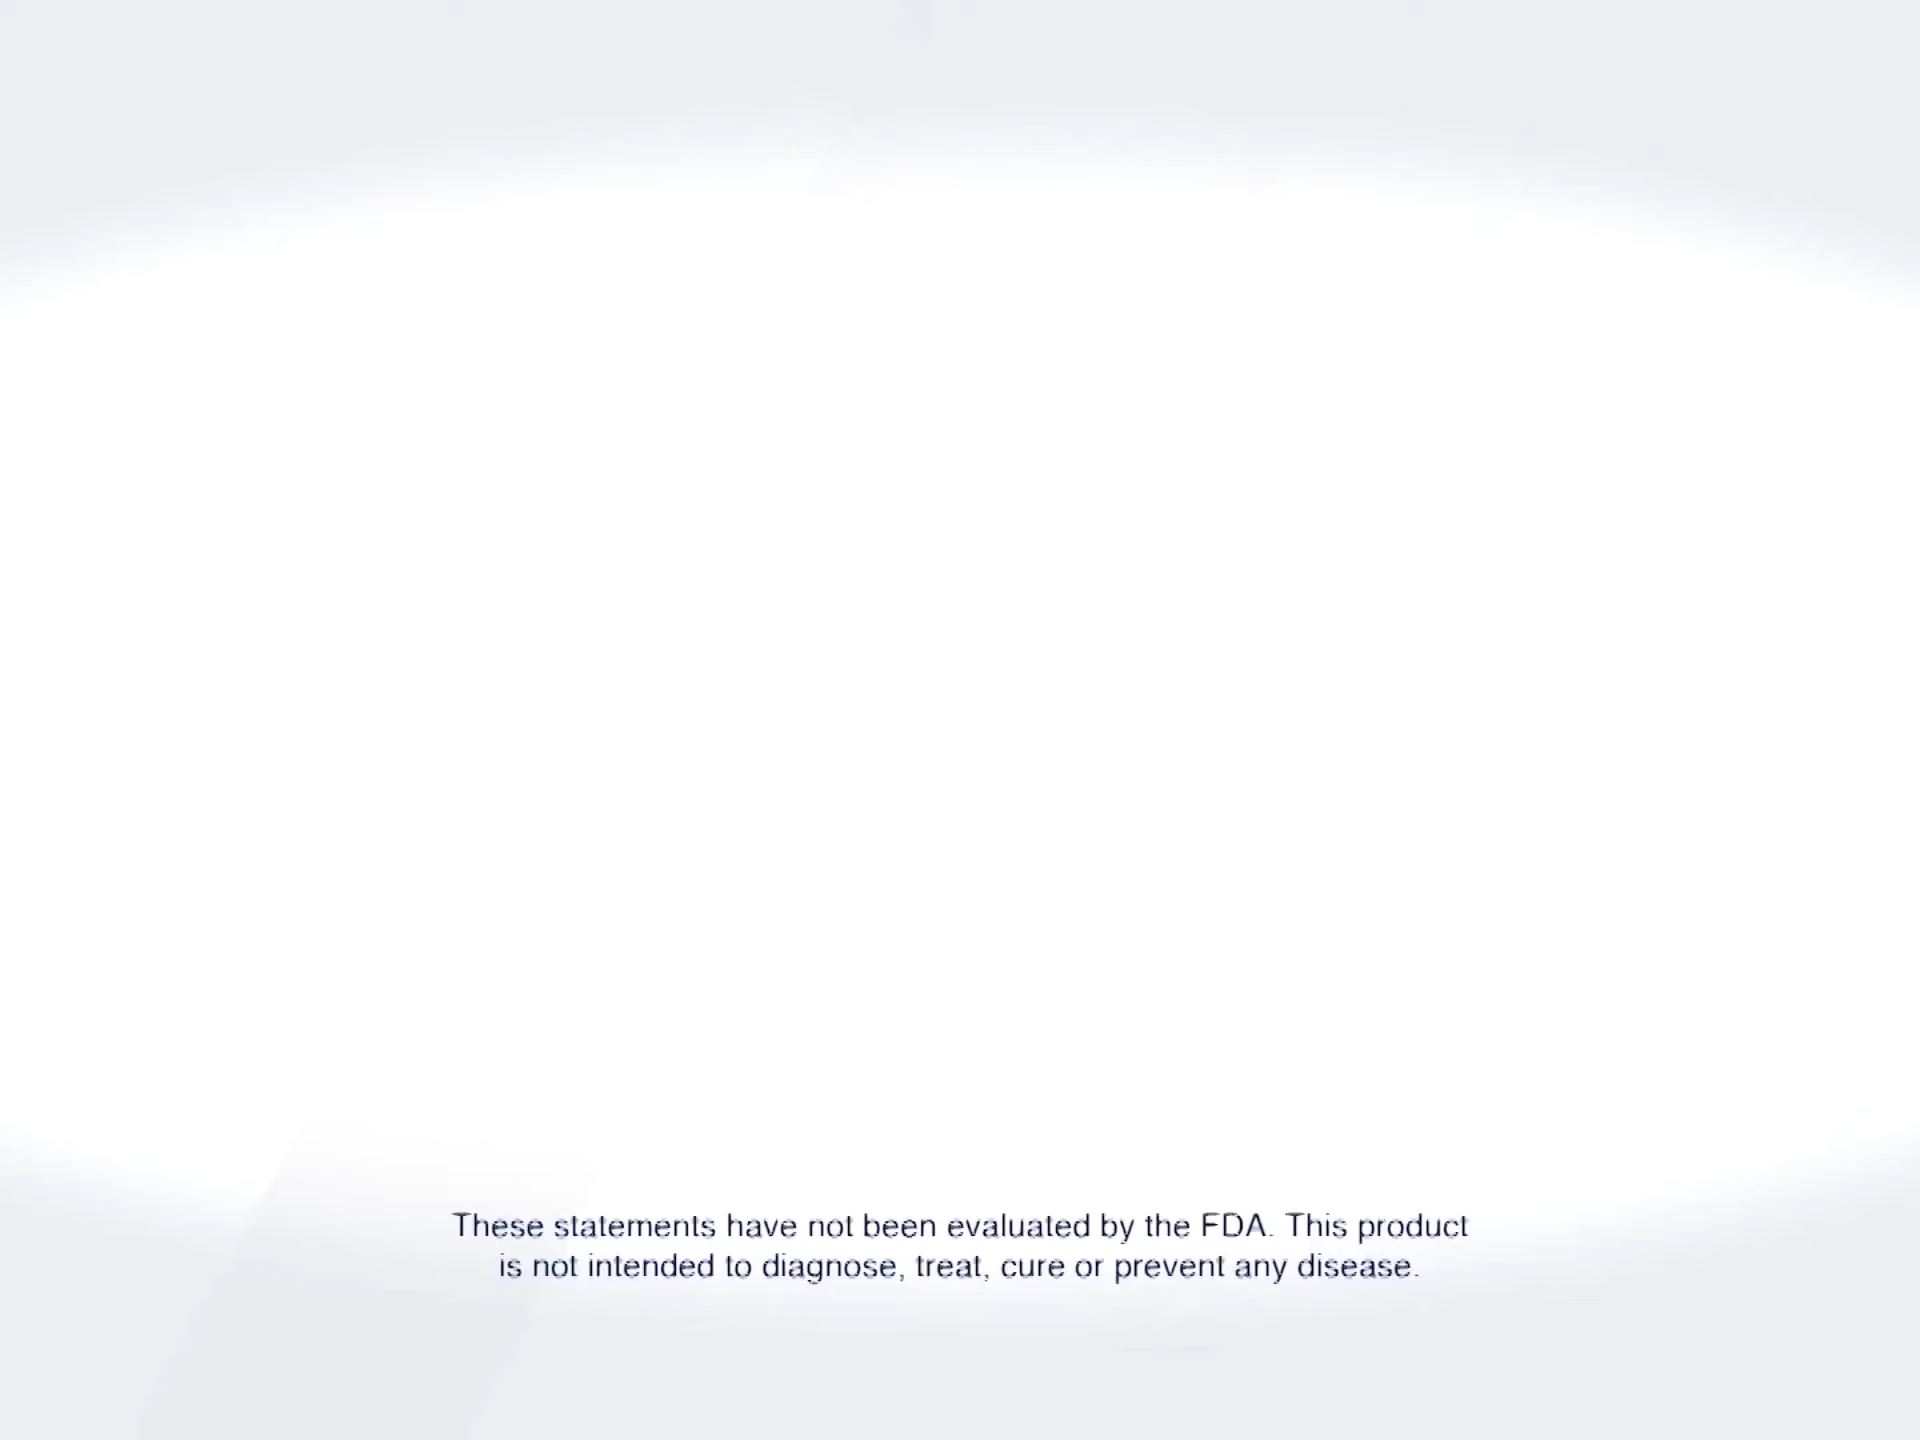 These statements have not been evaluated by the FDA. This product
is not intended to diagnose, treat, cure or prevent any disease.